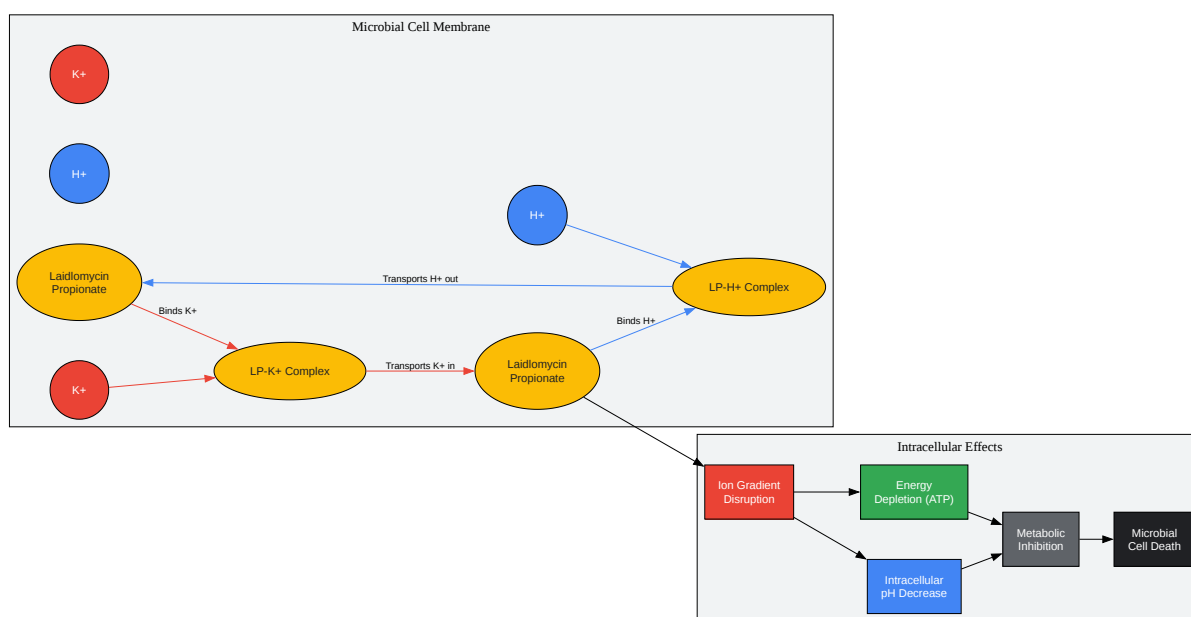 Microbial Cell Membrane
K+
H+
H+
Laidlomycin
Propionate
Transports H+ out
LP-H+ Complex
Binds K+
Binds H+
K+
LP-K+ Complex
Transports K+ in
Laidlomycin
Propionate
Intracellular Effects
Ion Gradient
Disruption
Energy
Depletion (ATP)
Metabolic
Inhibition
Microbial
Cell Death
Intracellular
pH Decrease